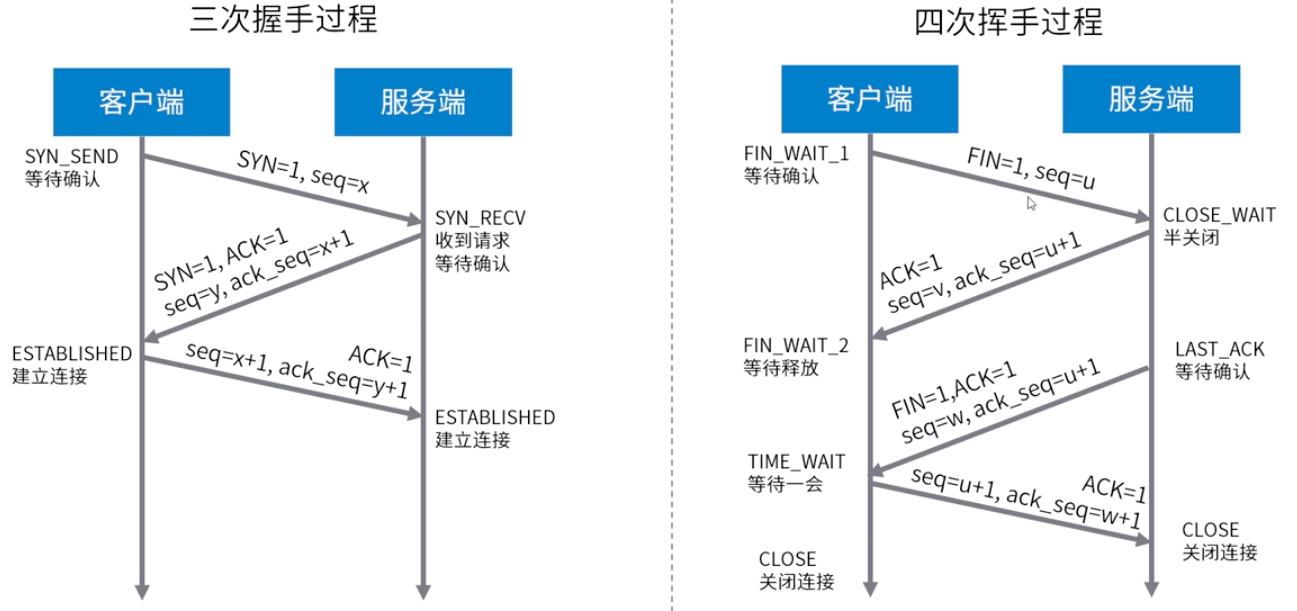 三次握手过程
客户端
服务端
SYN_SEND
等待确认
SYN=1, seq=x
SYN_RECV
收到请求
等待确认
SYN=1, ACK=1
seq=y, ack_seq=x+1
ESTABLISHED
建立连接
ACK=1
seq=x+1, ack_seq=y+1
ESTABLISHED
建立连接
四次挥手过程
客户端
服务端
FIN_WAIT_1
等待确认
FIN=1, seq=u
CLOSE_WAIT
半关闭
ACK=1
seq=v, ack_seq=u+1
FIN_WAIT_2
等待释放
LAST_ACK
等待确认
FIN=1,ACK=1
seq=w, ack_seq=u+1
TIME_WAIT
等待一会
ACK=1
seq=u+1, ack_seq=w+1
CLOSE
关闭连接
CLOSE
关闭连接